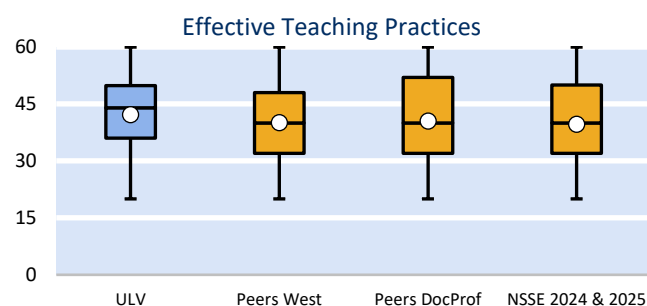 Effective Teaching Practices
60
45
30
15
0
ULV Peers West Peers DocProf NSSE 2024 & 2025